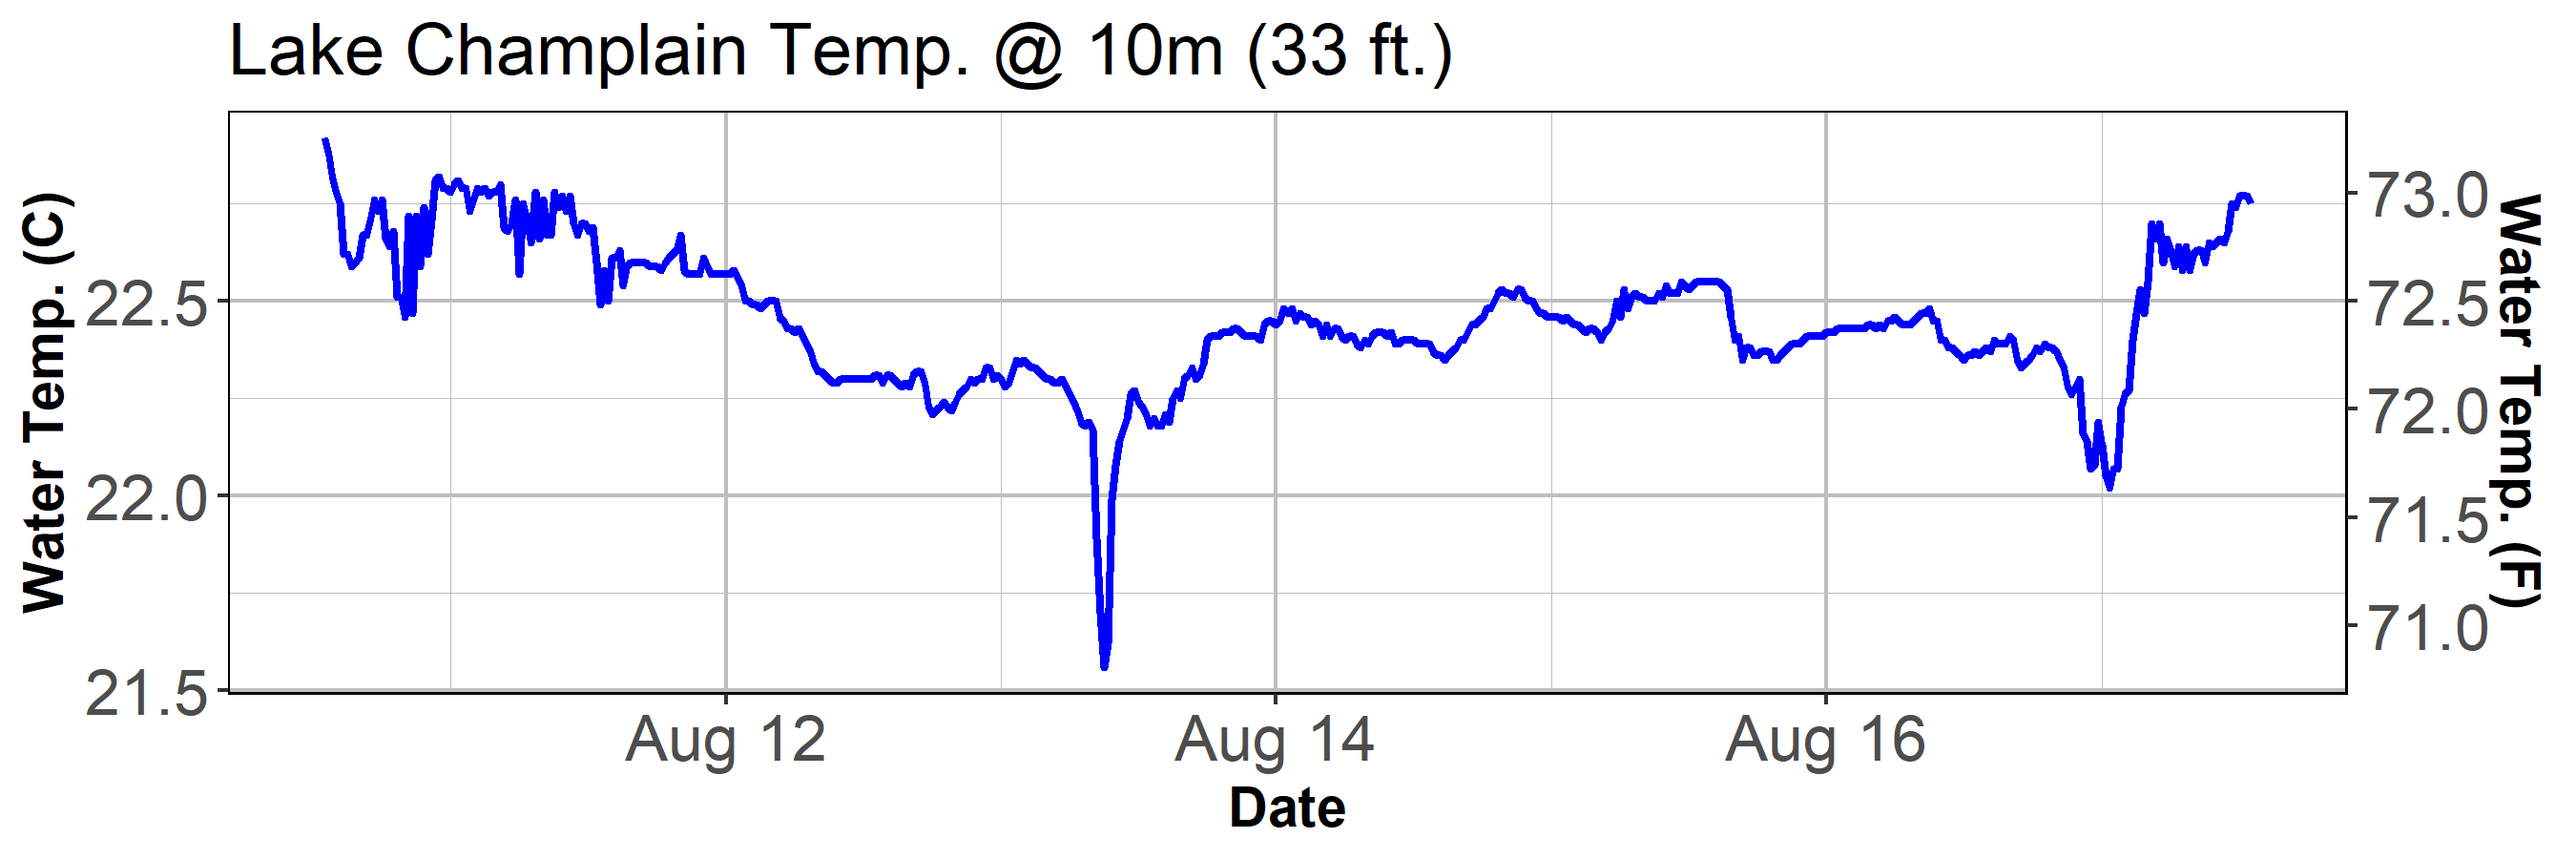 Lake Champlain Temp. @ 10m (33 ft.)
Water Temp. (C)
22.5
22.0
21.5
73.0
72.5
72.0
71.5
71.0
Water Temp. (F)
Aug 12
Aug 14
Aug 16
Date